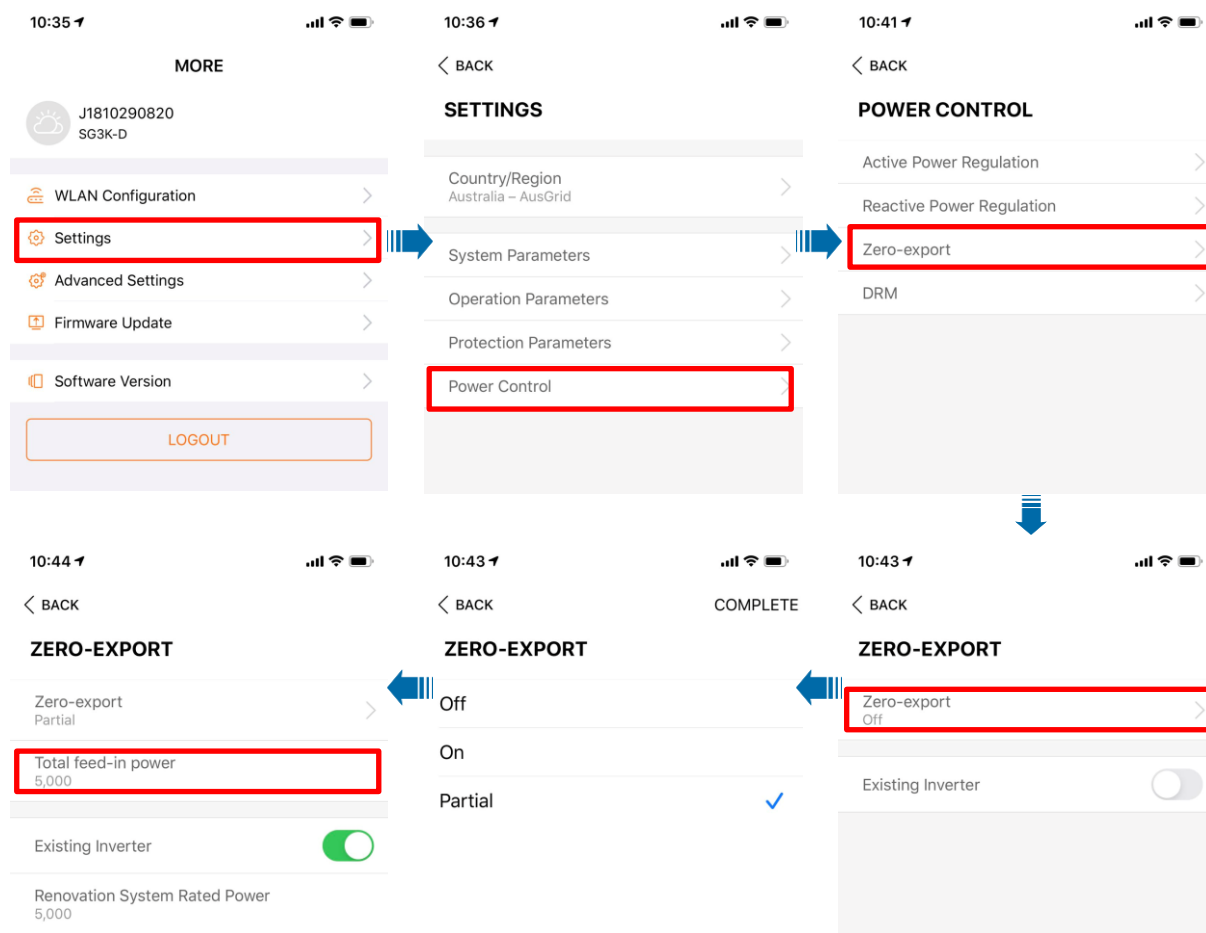 10:35
MORE
J1810290820
SG3K-D
WLAN Configuration
Settings
Advanced Settings
Firmware Update
Software Version
LOGOUT
10:36
BACK
SETTINGS
Country/Region
Australia – AusGrid
System Parameters
Operation Parameters
Protection Parameters
Power Control
10:41
BACK
POWER CONTROL
Active Power Regulation
Reactive Power Regulation
Zero-export
DRM
10:43
BACK
ZERO-EXPORT
Zero-export
Off
Existing Inverter
10:43
BACK
COMPLETE
ZERO-EXPORT
Off
On
Partial
10:44
BACK
ZERO-EXPORT
Zero-export
Partial
Total feed-in power
5,000
Existing Inverter
Renovation System Rated Power
5,000